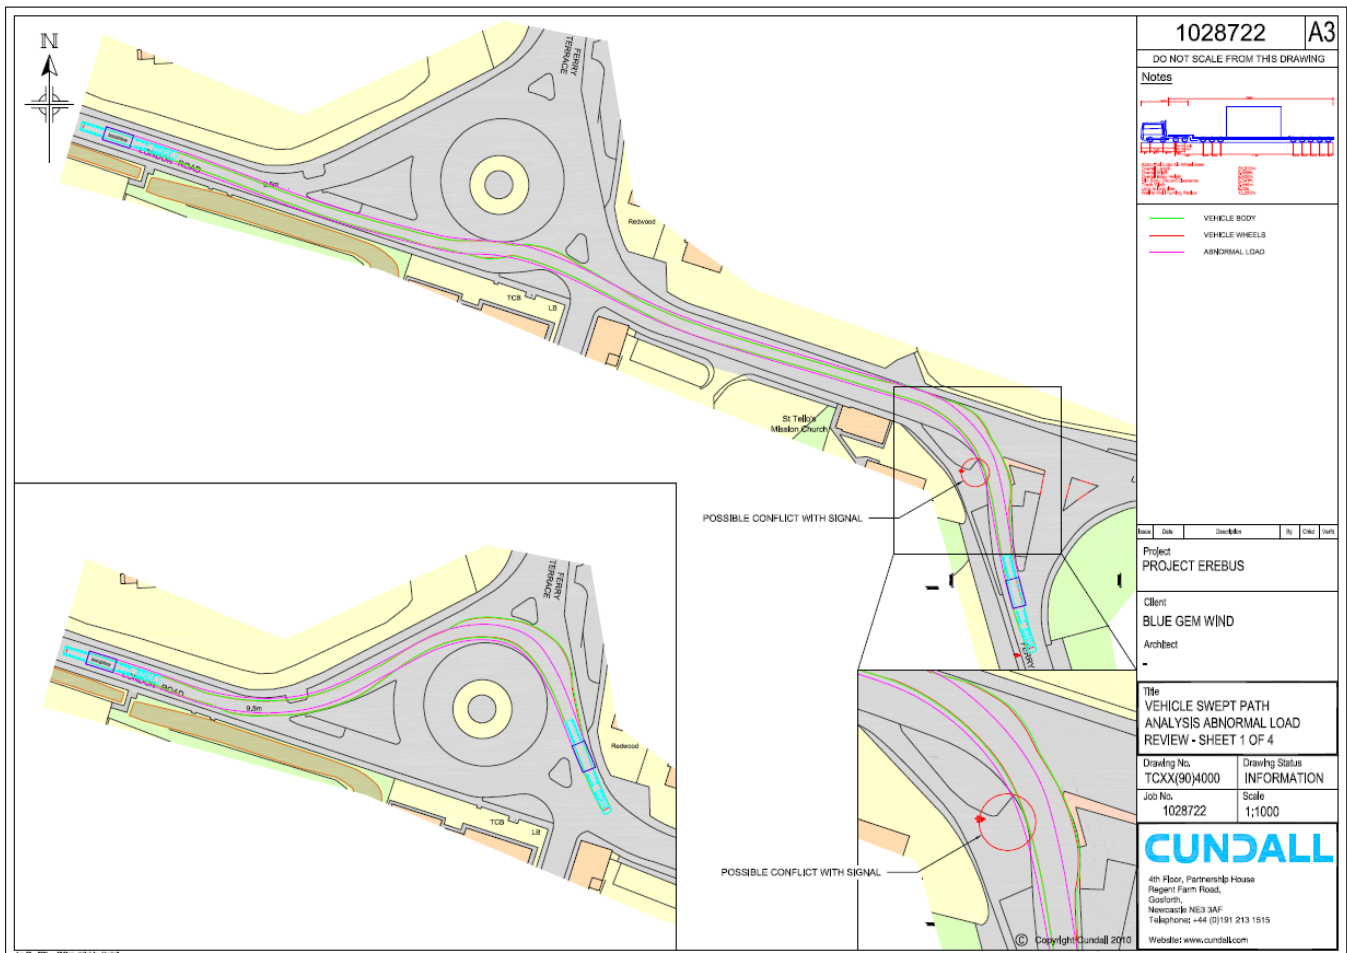 N
FERRY
TERRACE
LONDON ROAD
9.8m
Redwood
TCB
LB
St Teilo's
Mission Church
POSSIBLE CONFLICT WITH SIGNAL
FERRY
FERRY
TERRACE
LONDON ROAD
9.8m
Redwood
TCB
LB
POSSIBLE CONFLICT WITH SIGNAL
© Copyright Cundall 2010
1028722
A3
DO NOT SCALE FROM THIS DRAWING
Notes
VEHICLE BODY
VEHICLE WHEELS
ABNORMAL LOAD
Issue Date Description By Chkd Verfd
Project
PROJECT EREBUS
Client
BLUE GEM WIND
Architect
-
Title
VEHICLE SWEPT PATH
ANALYSIS ABNORMAL LOAD
REVIEW - SHEET 1 OF 4
Drawing No.
TCXX(90)4000
Drawing Status
INFORMATION
Job No.
1028722
Scale
1:1000
CUNDALL
4th Floor, Partnership House
Regent Farm Road,
Gosforth,
Newcastle NE3 3AF
Telephone: +44 (0)191 213 1515
Website: www.cundall.com